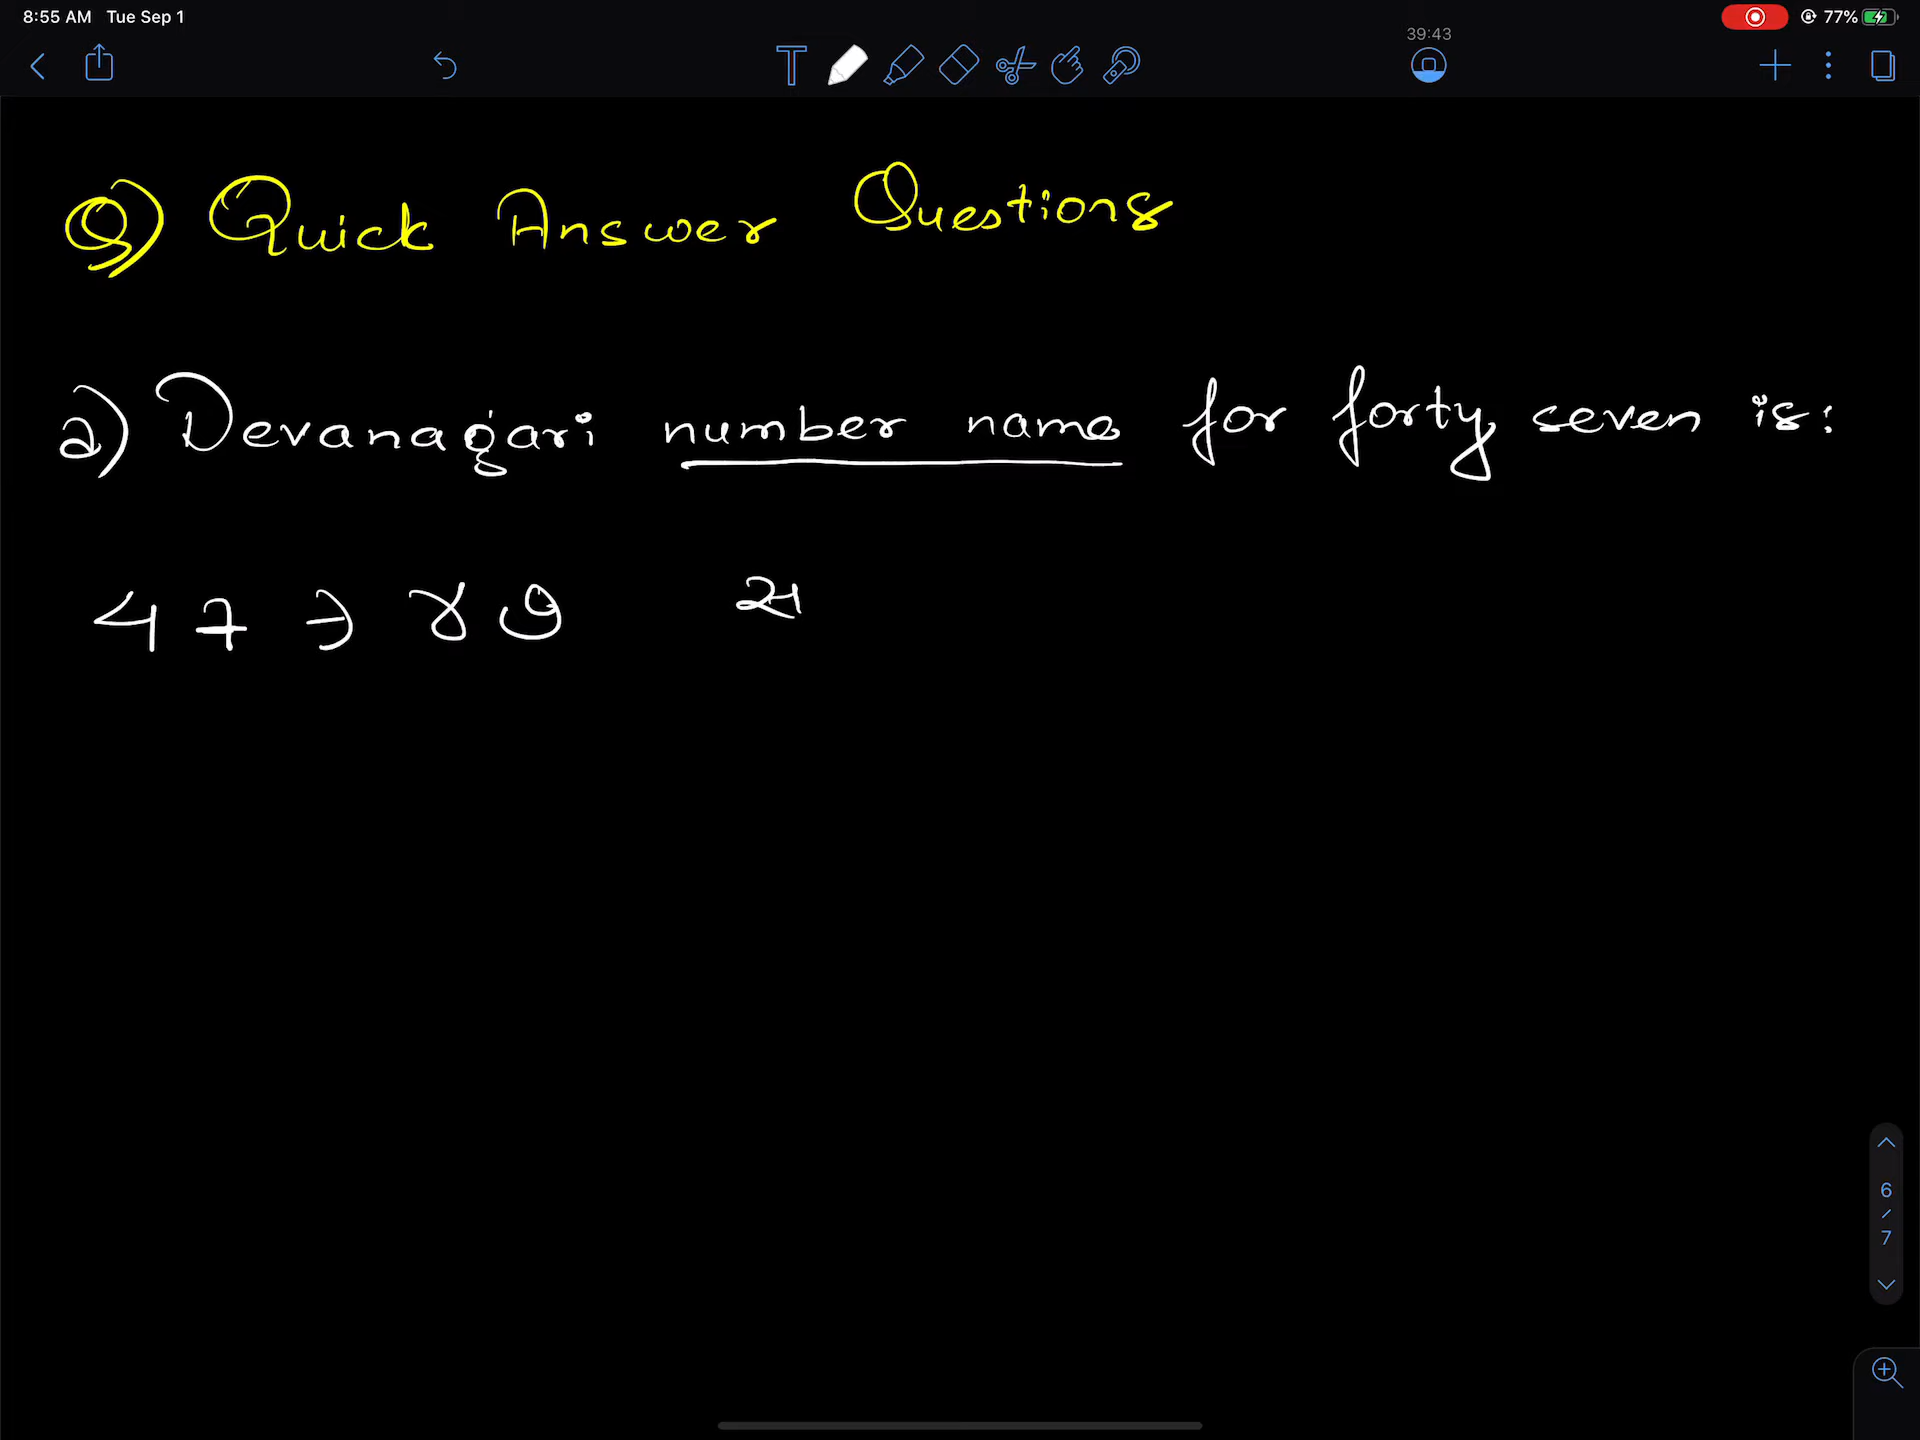 8:55 AM Tue Sep 1
77%
39:43
Q) Quick Answer Questions
a) Devanagari number name for forty seven is:
47 → ४७ स
6
/
7